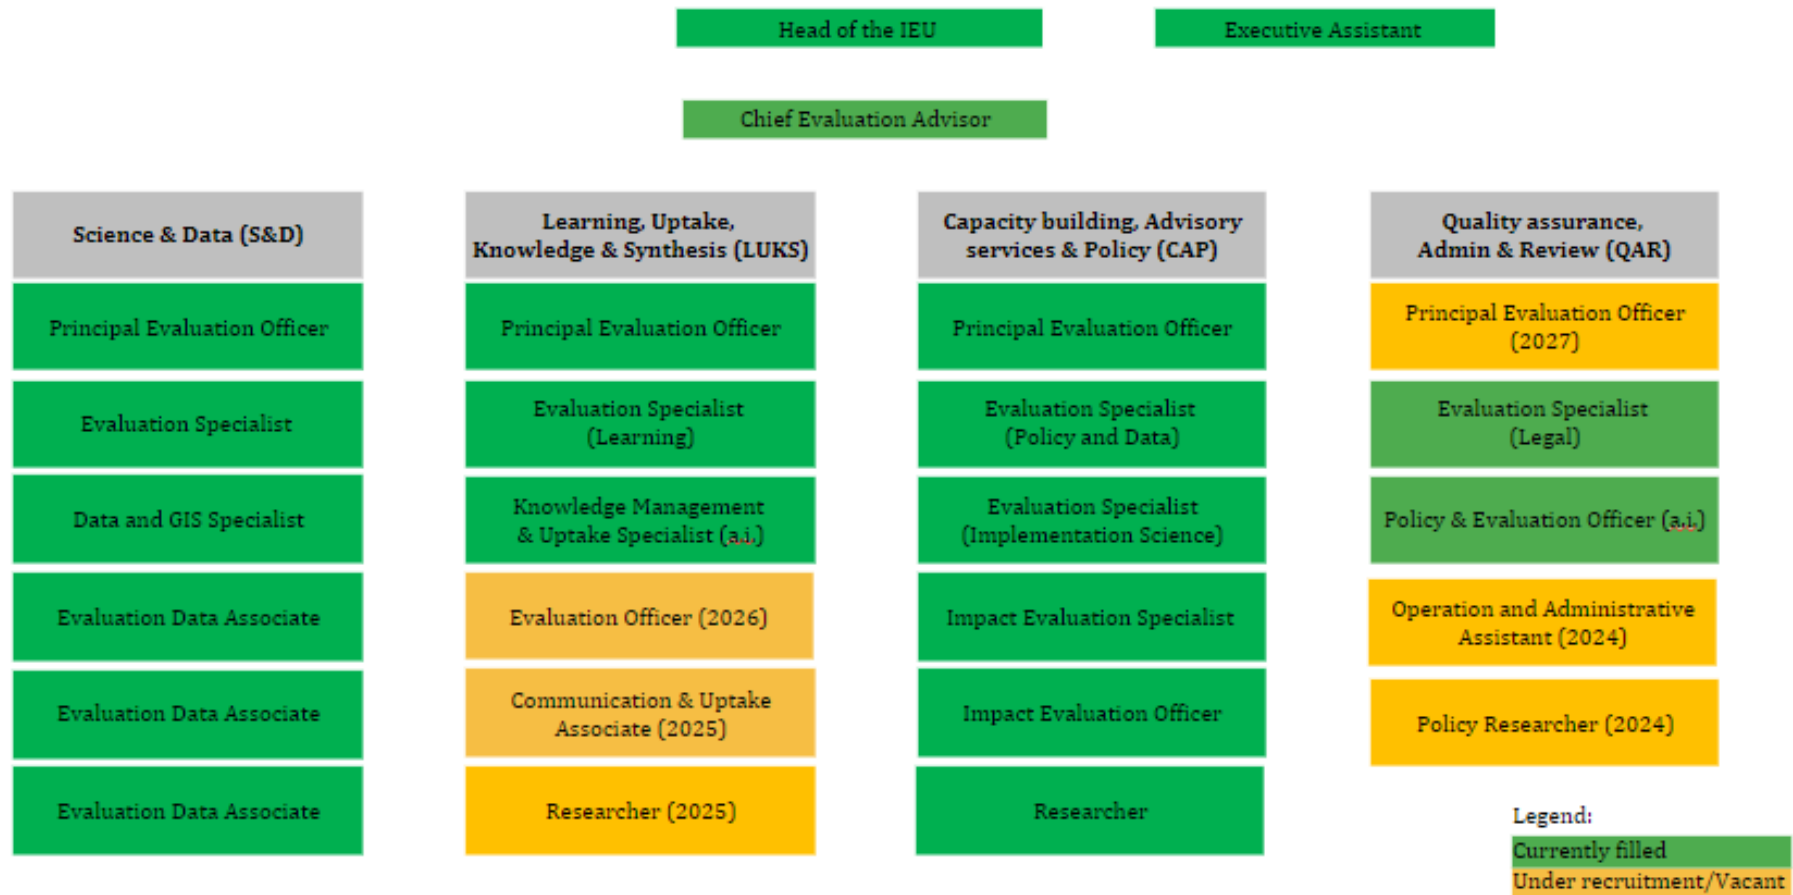 Head of the IEU
Executive Assistant
Chief Evaluation Advisor
Science & Data (S&D)
Principal Evaluation Officer
Evaluation Specialist
Data and GIS Specialist
Evaluation Data Associate
Evaluation Data Associate
Evaluation Data Associate
Learning, Uptake,
Knowledge & Synthesis (LUKS)
Principal Evaluation Officer
Evaluation Specialist
(Learning)
Knowledge Management
& Uptake Specialist (a.i.)
Evaluation Officer (2026)
Communication & Uptake
Associate (2025)
Researcher (2025)
Capacity building, Advisory
services & Policy (CAP)
Principal Evaluation Officer
Evaluation Specialist
(Policy and Data)
Evaluation Specialist
(Implementation Science)
Impact Evaluation Specialist
Impact Evaluation Officer
Researcher
Quality assurance,
Admin & Review (QAR)
Principal Evaluation Officer
(2027)
Evaluation Specialist
(Legal)
Policy & Evaluation Officer (a.i.)
Operation and Administrative
Assistant (2024)
Policy Researcher (2024)
Legend:
Currently filled
Under recruitment/Vacant